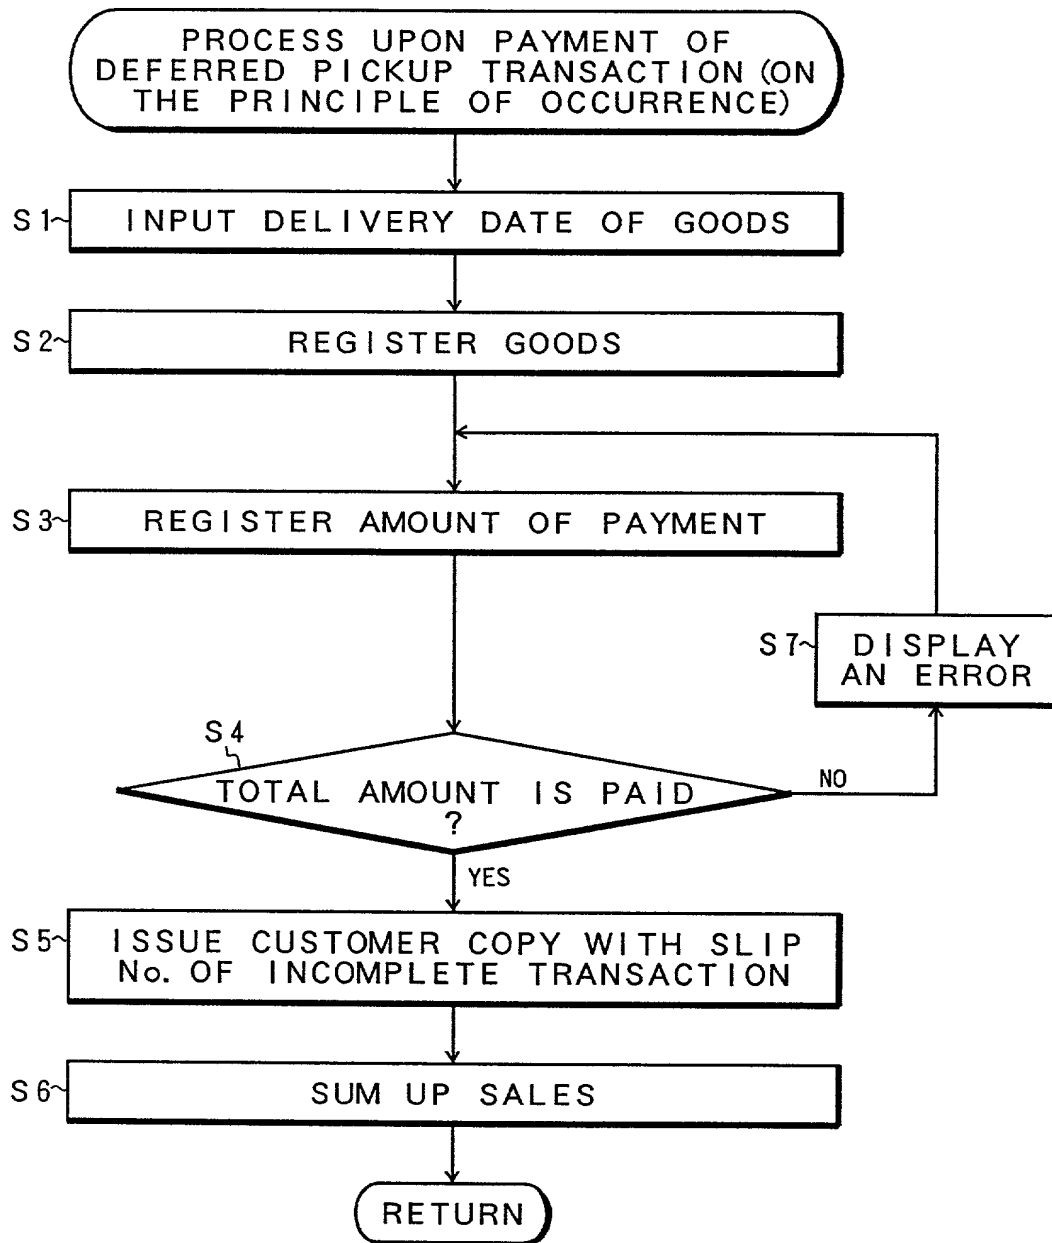 PROCESS UPON PAYMENT OF
DEFERRED PICKUP TRANSACTION (ON
THE PRINCIPLE OF OCCURRENCE)
S1
INPUT DELIVERY DATE OF GOODS
S2
REGISTER GOODS
S3
REGISTER AMOUNT OF PAYMENT
S7
DISPLAY
AN ERROR
S4
TOTAL AMOUNT IS PAID
?
NO
YES
S5
ISSUE CUSTOMER COPY WITH SLIP
No. OF INCOMPLETE TRANSACTION
S6
SUM UP SALES
RETURN